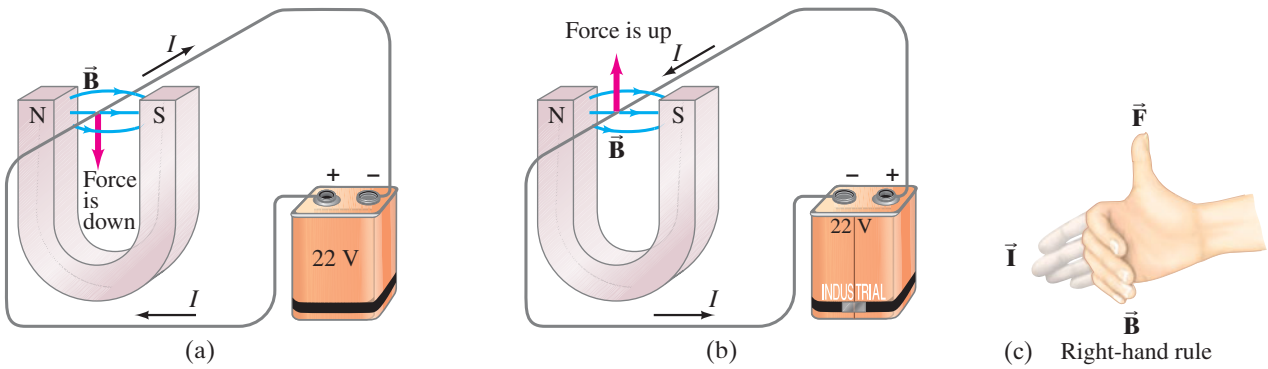 I
B⃗
N
S
Force
is
down
+ −
22 V
I
(a)
Force is up
I
N
S
B⃗
− +
22 V
INDUSTRIAL
I
(b)
F⃗
I⃗
B⃗
(c) Right-hand rule